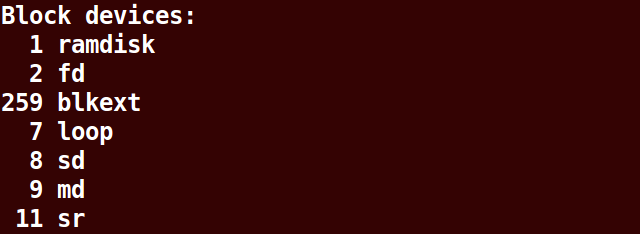 Block devices:
  1 ramdisk
  2 fd
259 blkext
  7 loop
  8 sd
  9 md
 11 sr